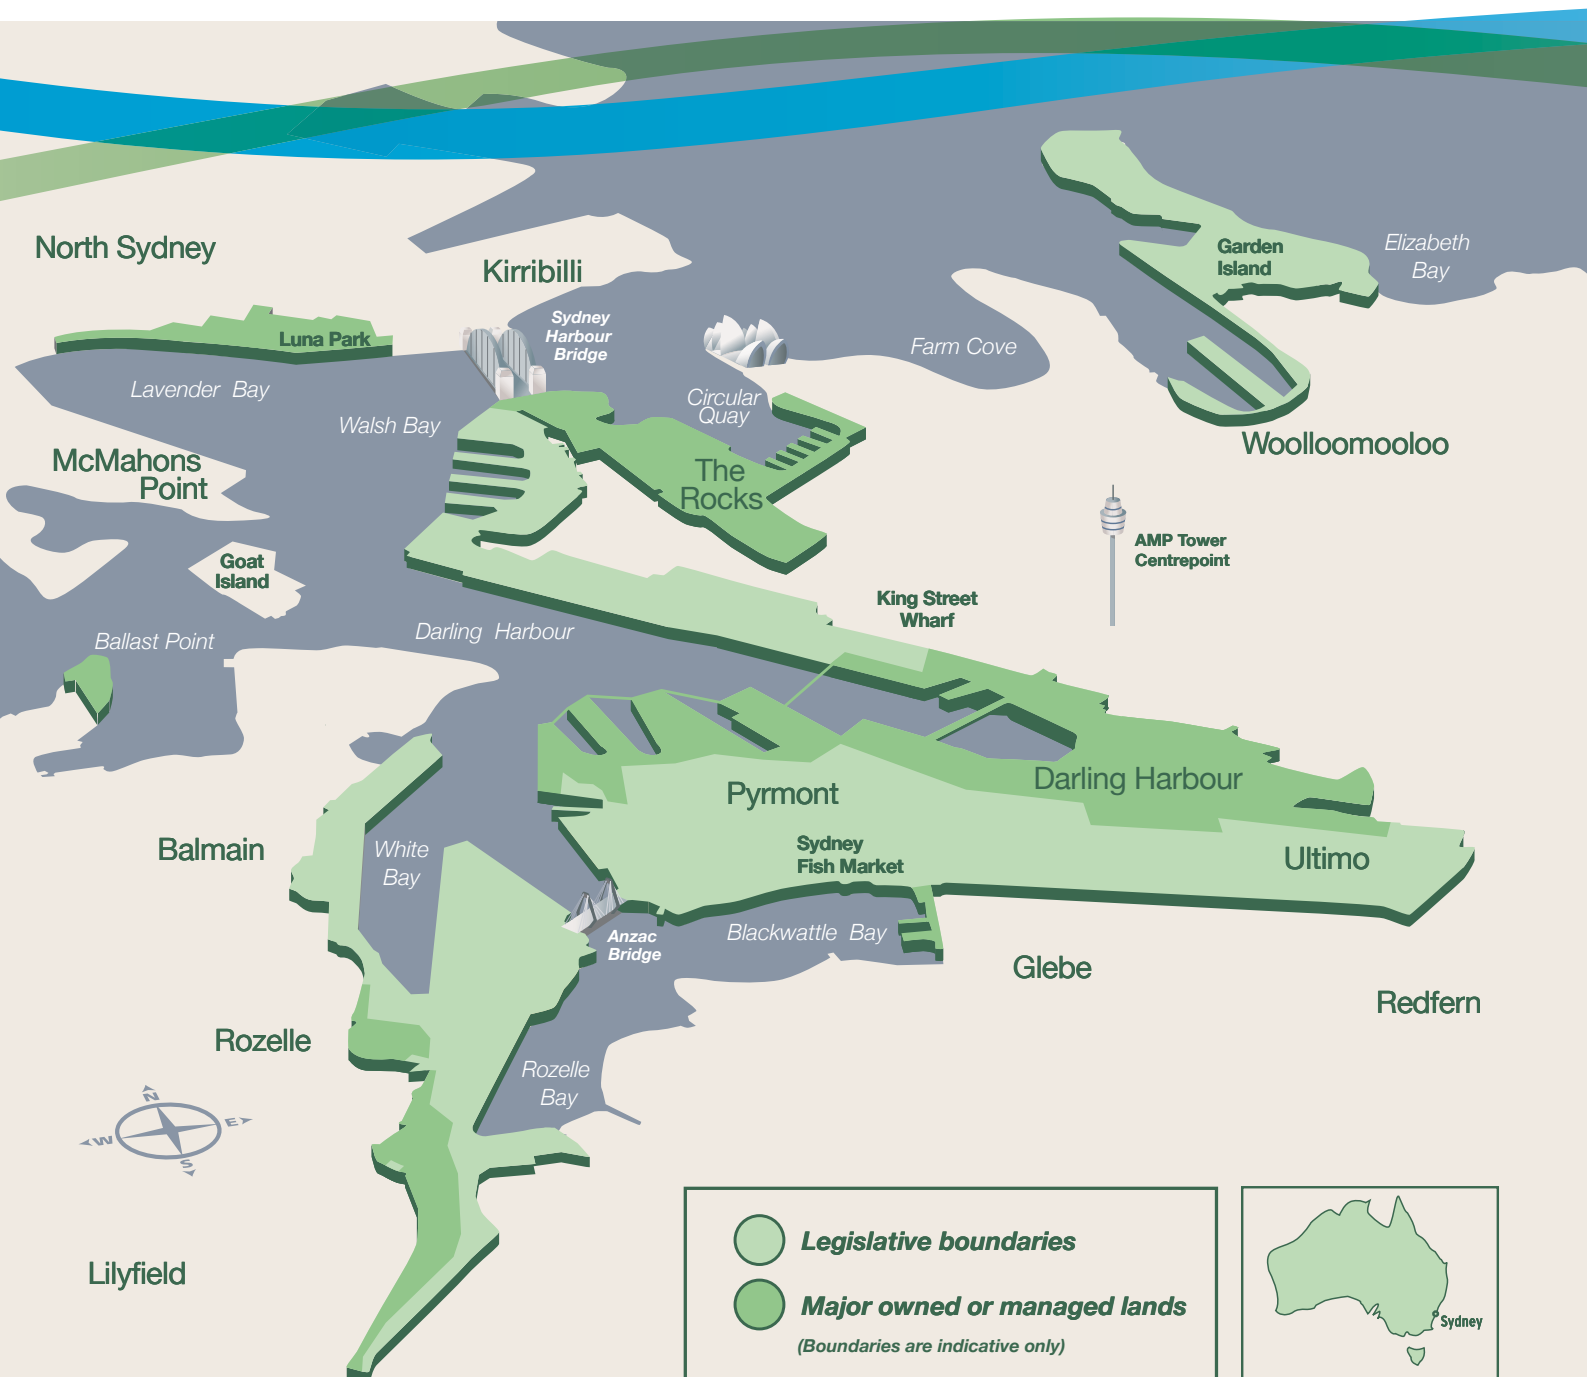 North Sydney
Kirribilli
Garden
Island
Elizabeth
Bay
Luna Park
Sydney
Harbour
Bridge
Farm Cove
Lavender Bay
Circular
Quay
Walsh Bay
Woolloomooloo
McMahons
Point
The
Rocks
AMP Tower
Centrepoint
Goat
Island
King Street
Wharf
Ballast Point
Darling Harbour
Pyrmont
Darling Harbour
Balmain
White
Bay
Sydney
Fish Market
Ultimo
Anzac
Bridge
Blackwattle Bay
Glebe
Redfern
Rozelle
Rozelle
Bay
N
W
E
S
Lilyfield
Legislative boundaries
Major owned or managed lands
(Boundaries are indicative only)
Sydney